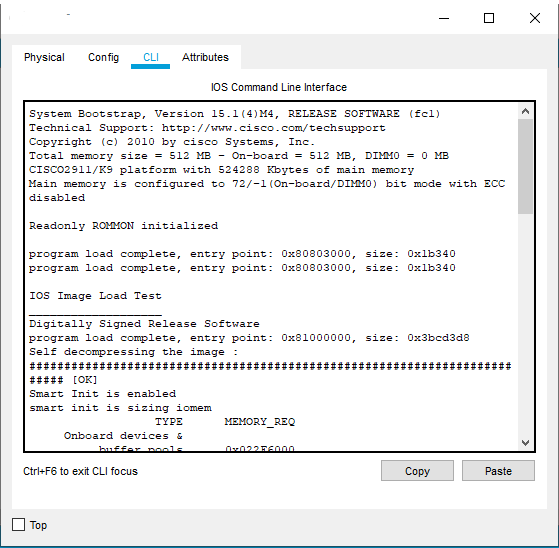 Physical Config CLI Attributes
IOS Command Line Interface
System Bootstrap, Version 15.1(4)M4, RELEASE SOFTWARE (fc1)
Technical Support: http://www.cisco.com/techsupport
Copyright (c) 2010 by cisco Systems, Inc.
Total memory size = 512 MB - On-board = 512 MB, DIMM0 = 0 MB
CISCO2911/K9 platform with 524288 Kbytes of main memory
Main memory is configured to 72/-1(On-board/DIMM0) bit mode with ECC
disabled
Readonly ROMMON initialized
program load complete, entry point: 0x80803000, size: 0x1b340
program load complete, entry point: 0x80803000, size: 0x1b340
IOS Image Load Test
___________________
Digitally Signed Release Software
program load complete, entry point: 0x81000000, size: 0x3bcd3d8
Self decompressing the image :
#####################################################################
##### [OK]
Smart Init is enabled
smart init is sizing iomem
TYPE MEMORY_REQ
Onboard devices &
buffer pools 0x022F6000
Ctrl+F6 to exit CLI focus
Copy Paste
Top